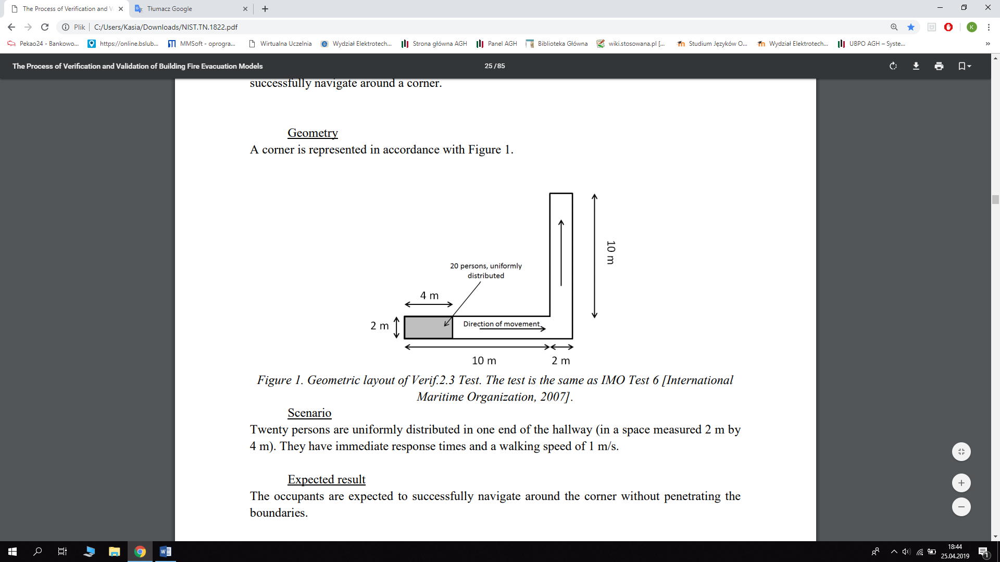 The Process of Verification and V
Tłumacz Google
Plik
C:/Users/Kasia/Downloads/NIST.TN.1822.pdf
K
Pekao24 - Bankowo...
https://online.bslub...
MMSoft - oprogra...
Wirtualna Uczelnia
Wydział Elektrotech...
Strona główna AGH
Panel AGH
Biblioteka Główna
wiki.stosowana.pl [...
Studium Języków O...
Wydział Elektrotech...
UBPO AGH – Syste...
The Process of Verification and Validation of Building Fire Evacuation Models
25 / 85
successfully navigate around a corner.
Geometry
A corner is represented in accordance with Figure 1.
10 m
20 persons, uniformly
distributed
4 m
2 m
Direction of movement
10 m
2 m
Figure 1. Geometric layout of Verif.2.3 Test. The test is the same as IMO Test 6 [International
Maritime Organization, 2007].
Scenario
Twenty persons are uniformly distributed in one end of the hallway (in a space measured 2 m by
4 m). They have immediate response times and a walking speed of 1 m/s.
Expected result
The occupants are expected to successfully navigate around the corner without penetrating the
boundaries.
18:44
25.04.2019
1